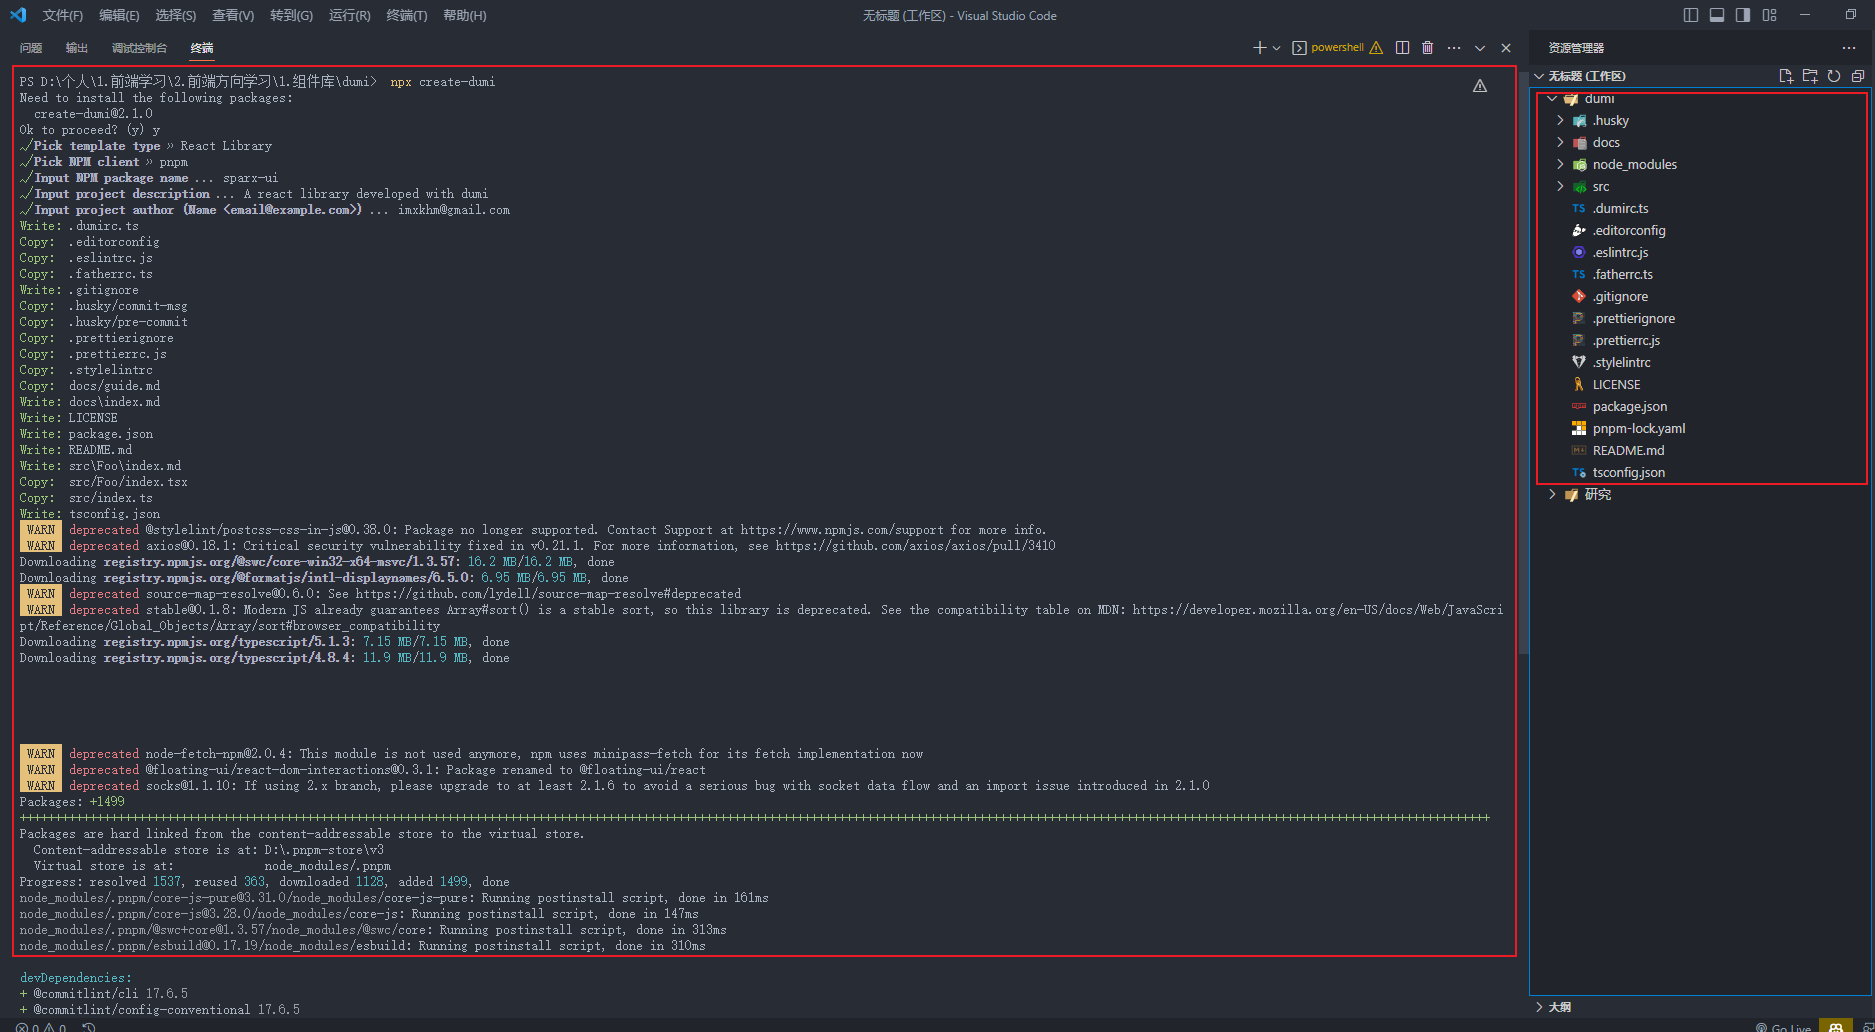 文件(F) 编辑(E) 选择(S) 查看(V) 转到(G) 运行(R) 终端(T) 帮助(H) 无标题 (工作区) - Visual Studio Code
问题 输出 调试控制台 终端 powershell
PS D:\个人\1.前端学习\2.前端方向学习\1.组件库\dumi> npx create-dumi
Need to install the following packages:
create-dumi@2.1.0
Ok to proceed? (y) y
√Pick template type » React Library
√Pick NPM client » pnpm
√Input NPM package name ... sparx-ui
√Input project description ... A react library developed with dumi
√Input project author (Name <email@example.com>) ... imxkhm@gmail.com
Write: .dumirc.ts
Copy: .editorconfig
Copy: .eslintrc.js
Copy: .fatherrc.ts
Write: .gitignore
Copy: .husky/commit-msg
Copy: .husky/pre-commit
Copy: .prettierignore
Copy: .prettierrc.js
Copy: .stylelintrc
Copy: docs/guide.md
Write: docs\index.md
Write: LICENSE
Write: package.json
Write: README.md
Write: src\Foo\index.md
Copy: src/Foo/index.tsx
Copy: src/index.ts
Write: tsconfig.json
WARN deprecated @stylelint/postcss-css-in-js@0.38.0: Package no longer supported. Contact Support at https://www.npmjs.com/support for more info.
WARN deprecated axios@0.18.1: Critical security vulnerability fixed in v0.21.1. For more information, see https://github.com/axios/axios/pull/3410
Downloading registry.npmjs.org/@swc/core-win32-x64-msvc/1.3.57: 16.2 MB/16.2 MB, done
Downloading registry.npmjs.org/@formatjs/intl-displaynames/6.5.0: 6.95 MB/6.95 MB, done
WARN deprecated source-map-resolve@0.6.0: See https://github.com/lydell/source-map-resolve#deprecated
WARN deprecated stable@0.1.8: Modern JS already guarantees Array#sort() is a stable sort, so this library is deprecated. See the compatibility table on MDN: https://developer.mozilla.org/en-US/docs/Web/JavaScri
pt/Reference/Global_Objects/Array/sort#browser_compatibility
Downloading registry.npmjs.org/typescript/5.1.3: 7.15 MB/7.15 MB, done
Downloading registry.npmjs.org/typescript/4.8.4: 11.9 MB/11.9 MB, done
WARN deprecated node-fetch-npm@2.0.4: This module is not used anymore, npm uses minipass-fetch for its fetch implementation now
WARN deprecated @floating-ui/react-dom-interactions@0.3.1: Package renamed to @floating-ui/react
WARN deprecated socks@1.1.10: If using 2.x branch, please upgrade to at least 2.1.6 to avoid a serious bug with socket data flow and an import issue introduced in 2.1.0
Packages: +1499
Packages are hard linked from the content-addressable store to the virtual store.
Content-addressable store is at: D:\.pnpm-store\v3
Virtual store is at: node_modules/.pnpm
Progress: resolved 1537, reused 363, downloaded 1128, added 1499, done
node_modules/.pnpm/core-js-pure@3.31.0/node_modules/core-js-pure: Running postinstall script, done in 161ms
node_modules/.pnpm/core-js@3.28.0/node_modules/core-js: Running postinstall script, done in 147ms
node_modules/.pnpm/@swc+core@1.3.57/node_modules/@swc/core: Running postinstall script, done in 313ms
node_modules/.pnpm/esbuild@0.17.19/node_modules/esbuild: Running postinstall script, done in 310ms
devDependencies:
+ @commitlint/cli 17.6.5
+ @commitlint/config-conventional 17.6.5
0 0
资源管理器
无标题 (工作区)
dumi
.husky
docs
node_modules
src
TS .dumirc.ts
.editorconfig
.eslintrc.js
TS .fatherrc.ts
.gitignore
.prettierignore
.prettierrc.js
.stylelintrc
LICENSE
package.json
pnpm-lock.yaml
README.md
tsconfig.json
研究
大纲
Go Live